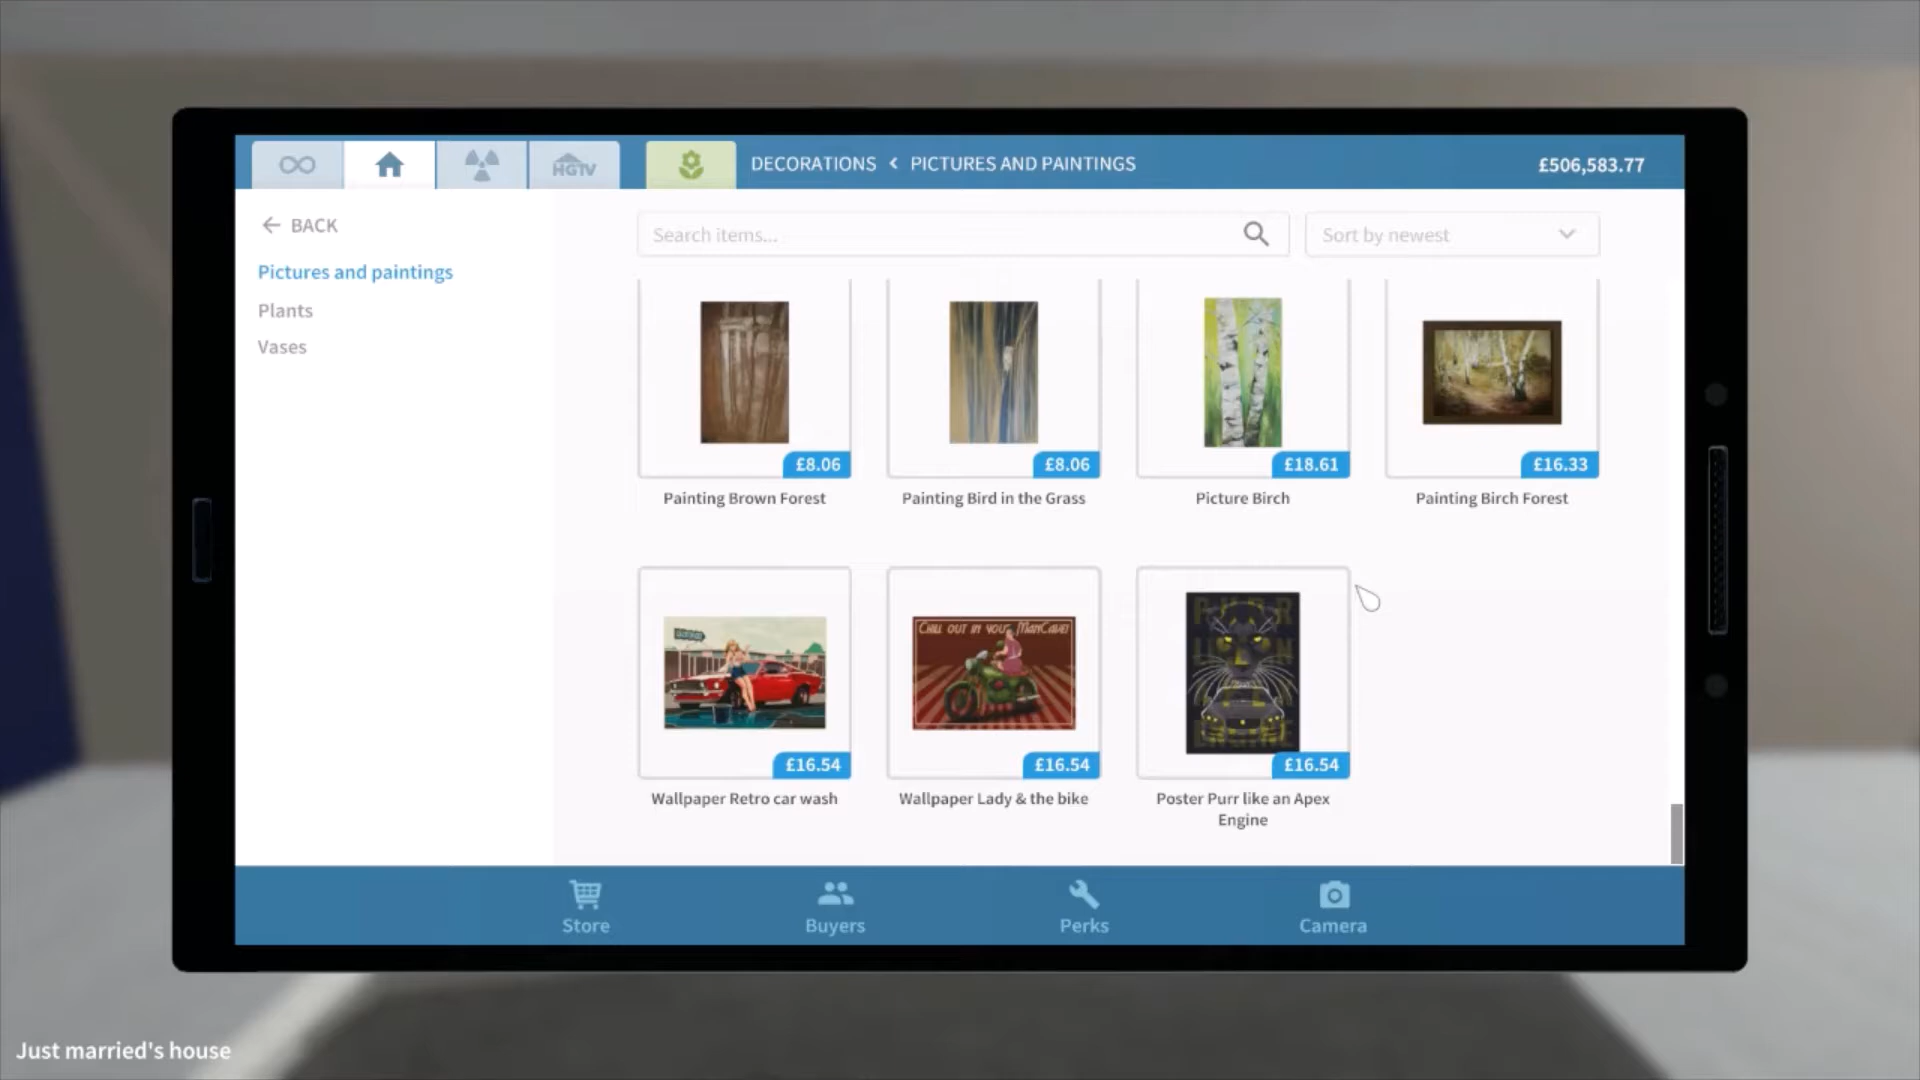 HGTV
DECORATIONS < PICTURES AND PAINTINGS
£506,583.77
← BACK
Search items...
Sort by newest
Pictures and paintings
Plants
Vases
£8.06
£8.06
£18.61
£16.33
Painting Brown Forest
Painting Bird in the Grass
Picture Birch
Painting Birch Forest
CHILL OUT IN YOUR MANCAVE!
PURR
£16.54
£16.54
£16.54
Wallpaper Retro car wash
Wallpaper Lady & the bike
Poster Purr like an Apex
Engine
Store
Buyers
Perks
Camera
Just married's house